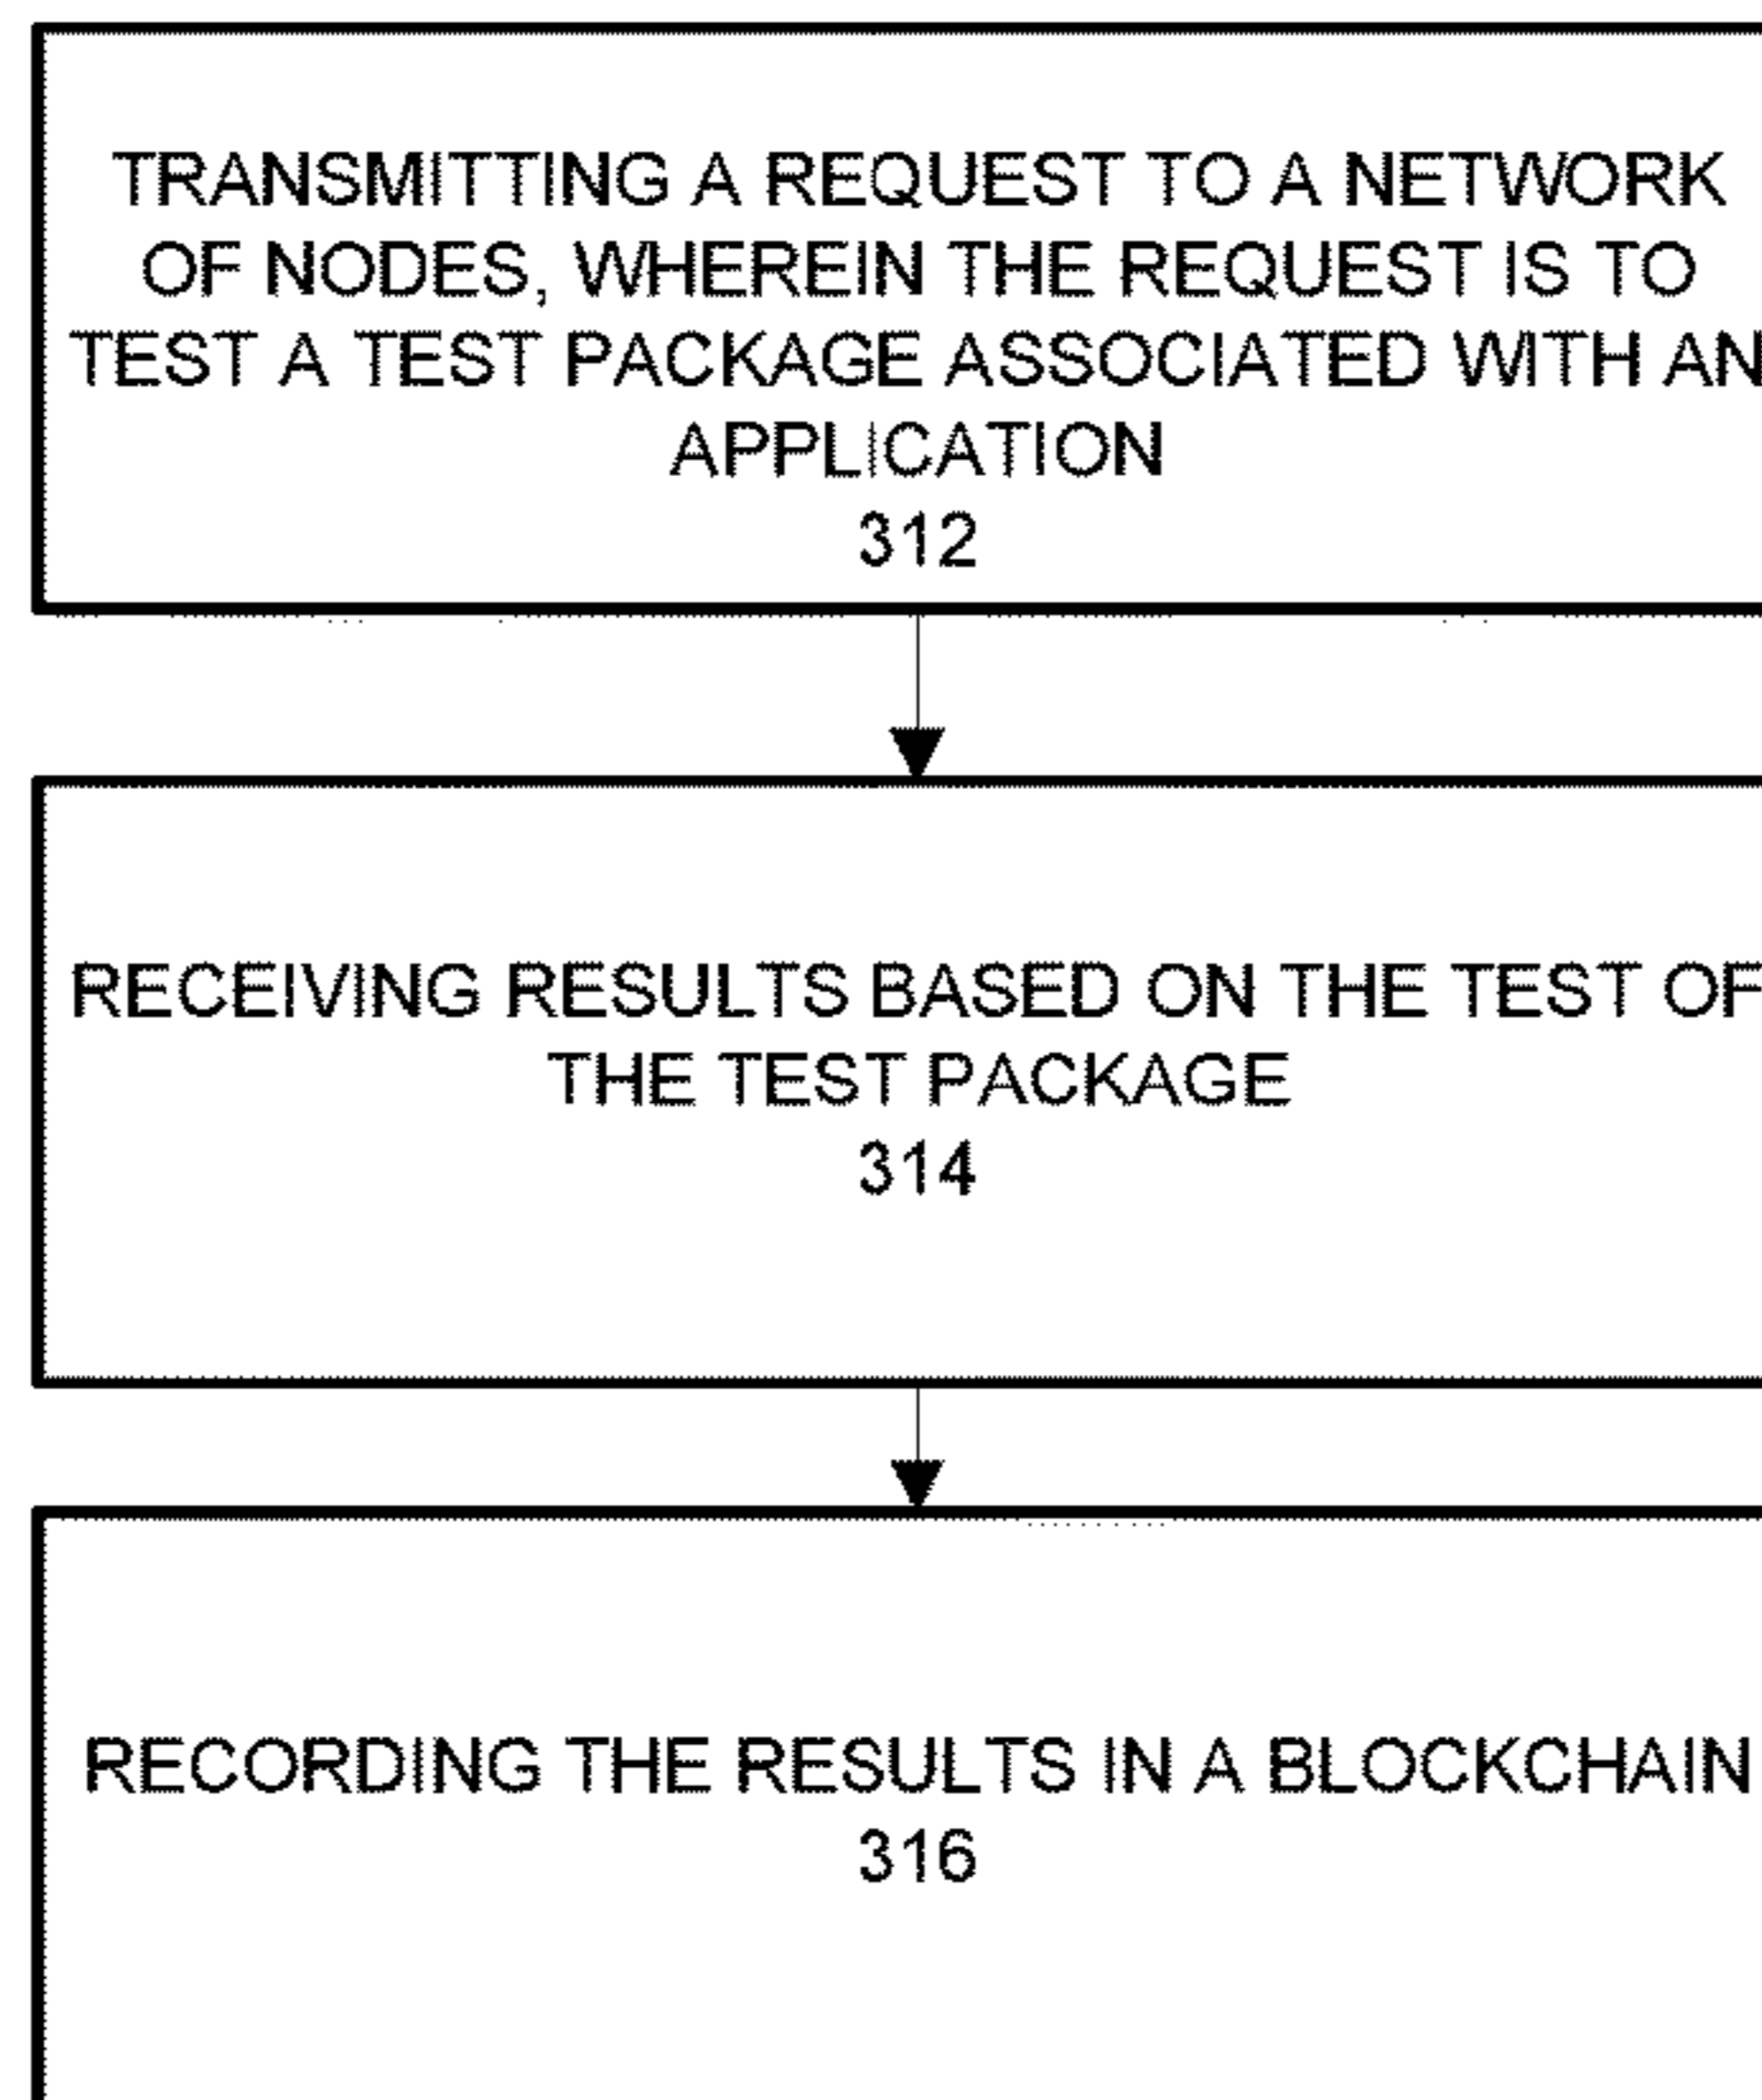 TRANSMITTING A REQUEST TO A NETWORK
OF NODES, WHEREIN THE REQUEST IS TO
TEST A TEST PACKAGE ASSOCIATED WITH AN
APPLICATION
312
RECEIVING RESULTS BASED ON THE TEST OF
THE TEST PACKAGE
314
RECORDING THE RESULTS IN A BLOCKCHAIN
316